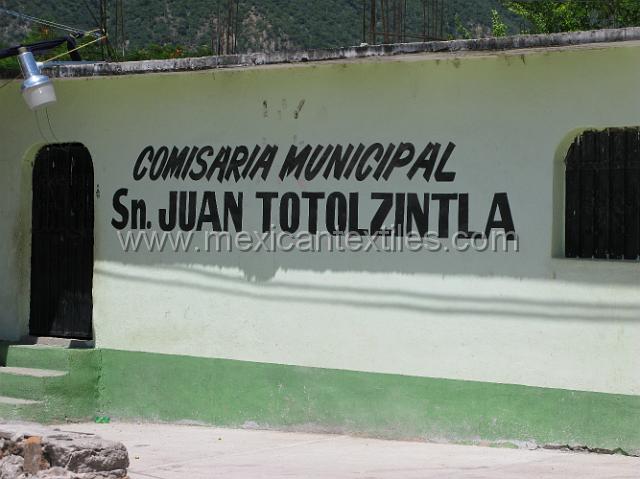 COMISARIA MUNICIPAL
Sn. JUAN TOTOLZINTLA
www.mexicantextiles.com